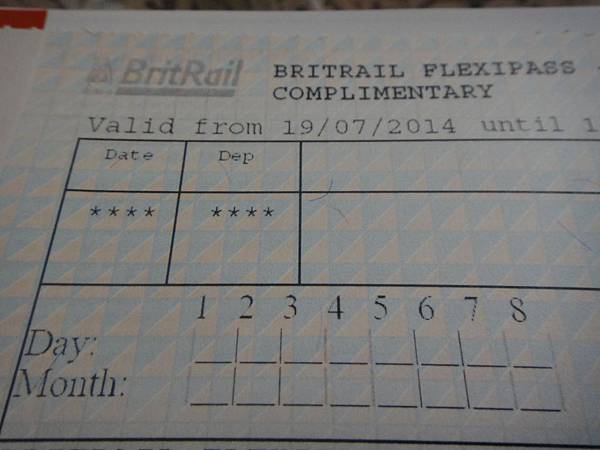 BritRail BRITRAIL FLEXIPASS
COMPLIMENTARY
Valid from 19/07/2014 until 1
Date Dep
**** ****
1 2 3 4 5 6 7 8
Day:
Month: